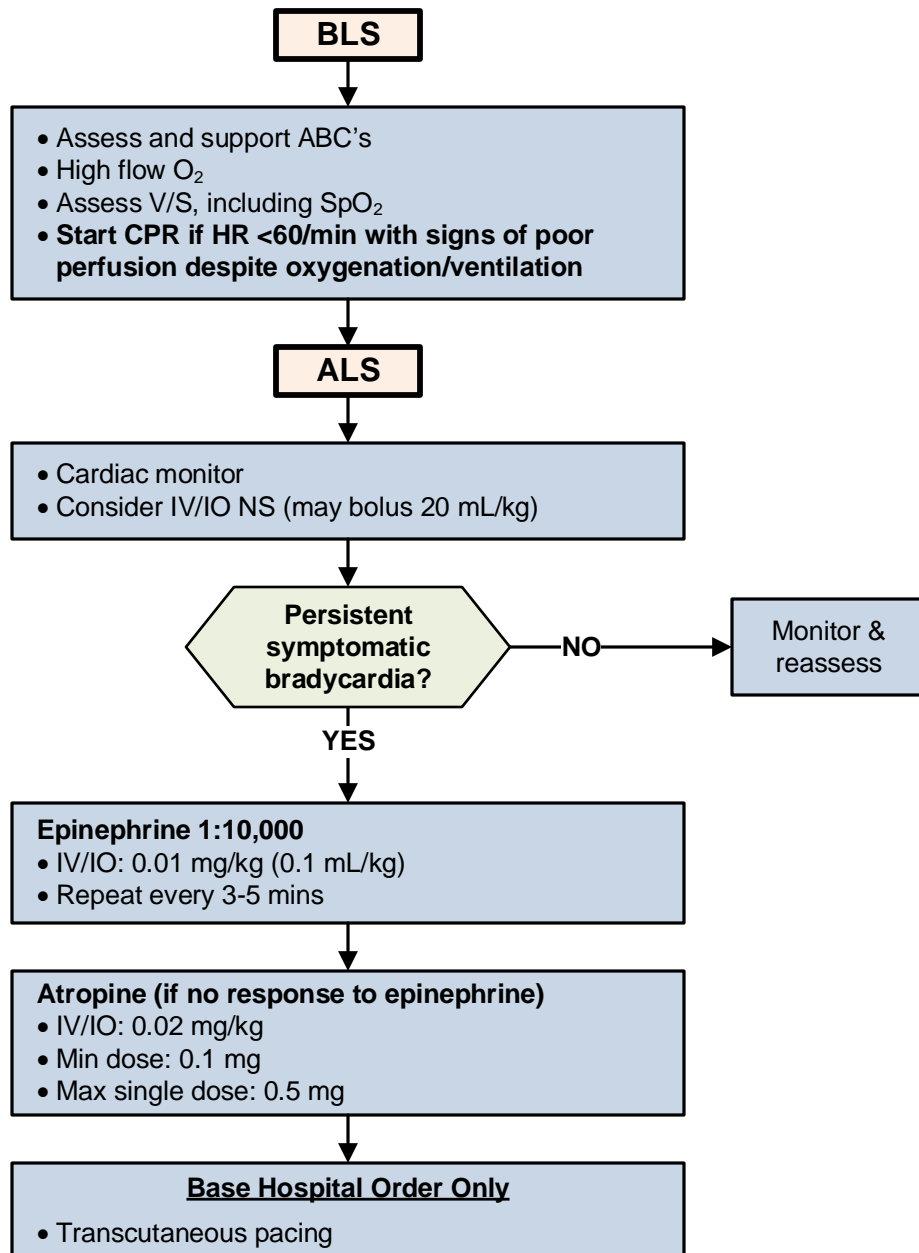 BLS
• Assess and support ABC’s
• High flow O₂
• Assess V/S, including SpO₂
• Start CPR if HR <60/min with signs of poor
perfusion despite oxygenation/ventilation
ALS
• Cardiac monitor
• Consider IV/IO NS (may bolus 20 mL/kg)
Persistent
symptomatic
bradycardia?
NO
Monitor &
reassess
YES
Epinephrine 1:10,000
• IV/IO: 0.01 mg/kg (0.1 mL/kg)
• Repeat every 3-5 mins
Atropine (if no response to epinephrine)
• IV/IO: 0.02 mg/kg
• Min dose: 0.1 mg
• Max single dose: 0.5 mg
Base Hospital Order Only
• Transcutaneous pacing